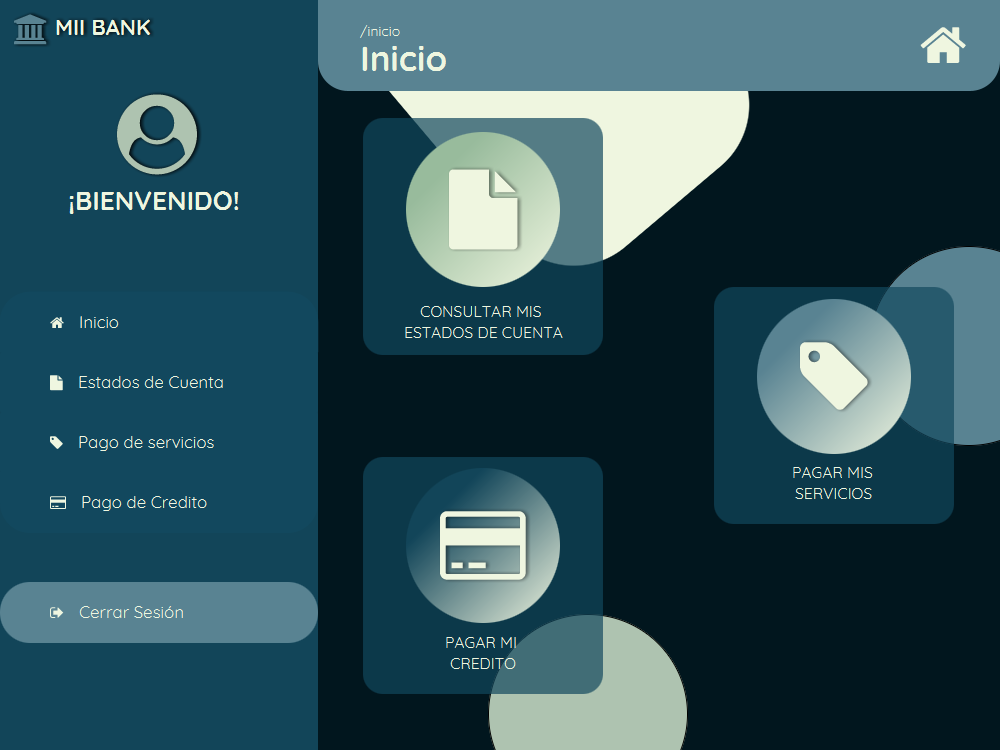 MII BANK
¡BIENVENIDO!
Inicio
Estados de Cuenta
Pago de servicios
Pago de Credito
Cerrar Sesión
/inicio
Inicio
CONSULTAR MIS
ESTADOS DE CUENTA
PAGAR MIS
SERVICIOS
PAGAR MI
CREDITO